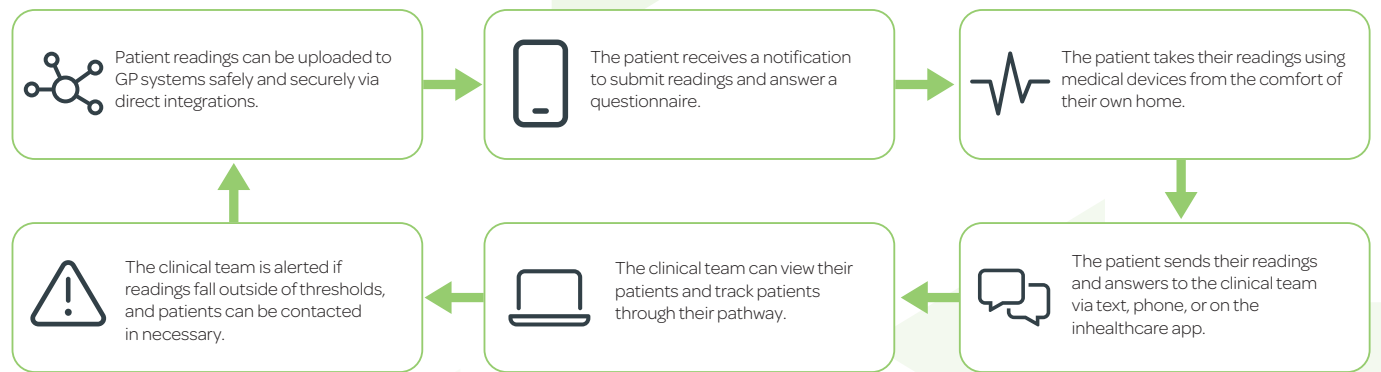 Patient readings can be uploaded to
GP systems safely and securely via
direct integrations.
The patient receives a notification
to submit readings and answer a
questionnaire.
The patient takes their readings using
medical devices from the comfort of
their own home.
The patient sends their readings
and answers to the clinical team
via text, phone, or on the
inhealthcare app.
The clinical team can view their
patients and track patients
through their pathway.
The clinical team is alerted if
readings fall outside of thresholds,
and patients can be contacted
in necessary.